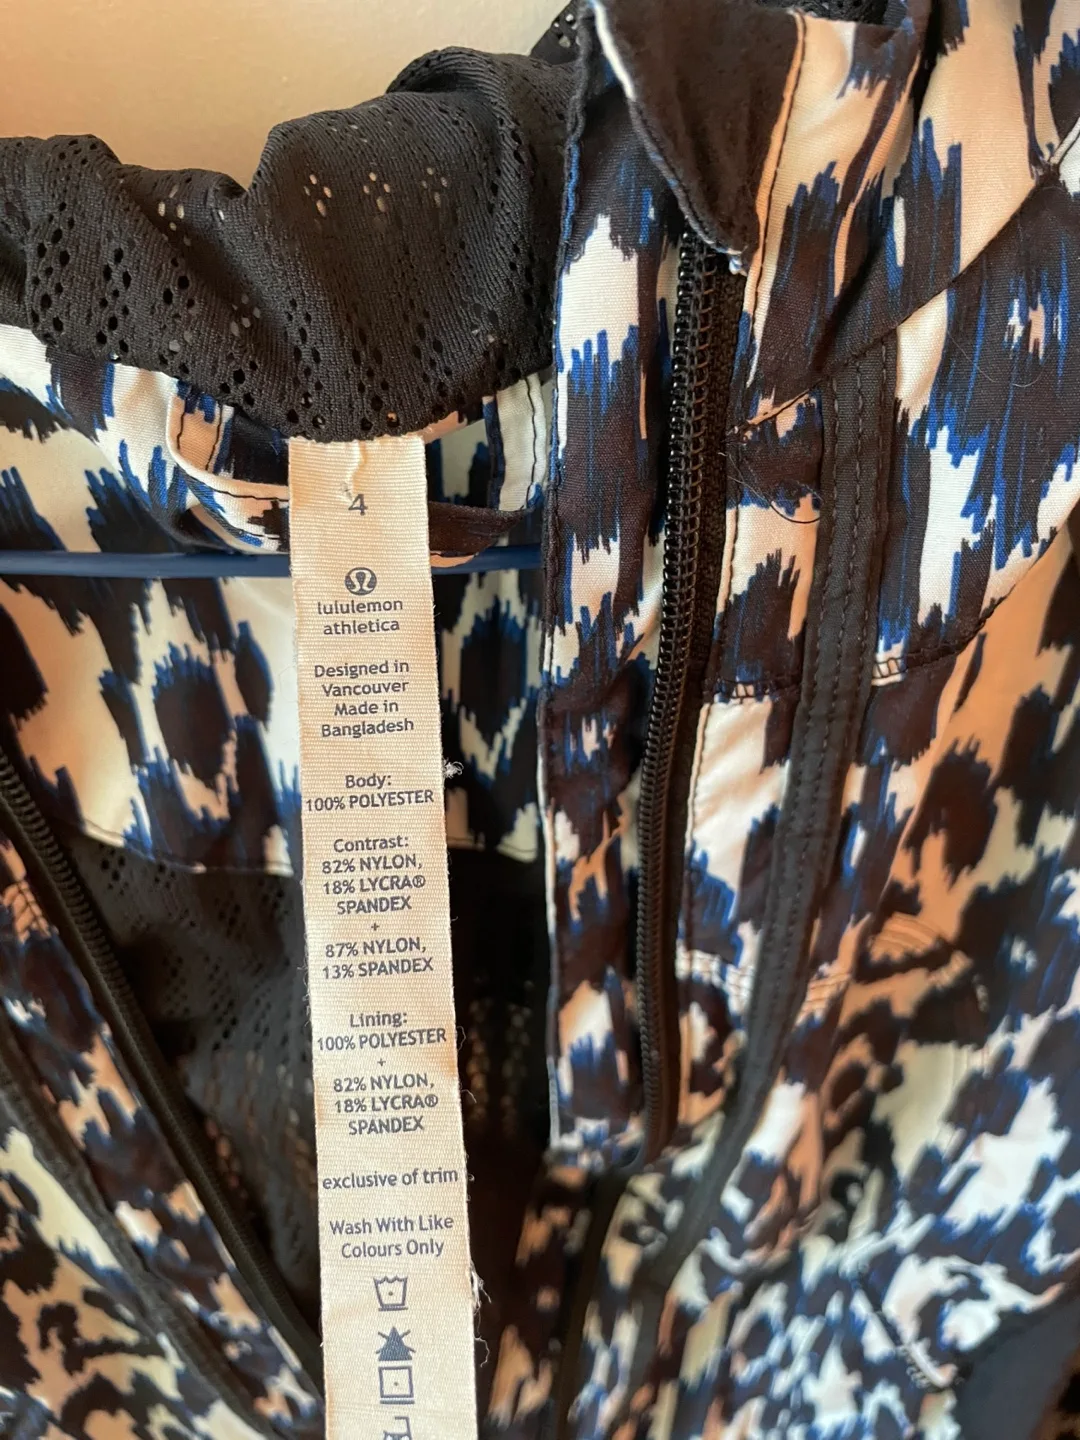 4
lululemon
athletica
Designed in
Vancouver
Made in
Bangladesh
Body:
100% POLYESTER
Contrast:
82% NYLON,
18% LYCRA®
SPANDEX
+
87% NYLON,
13% SPANDEX
Lining:
100% POLYESTER
+
82% NYLON,
18% LYCRA®
SPANDEX
exclusive of trim
Wash With Like
Colours Only